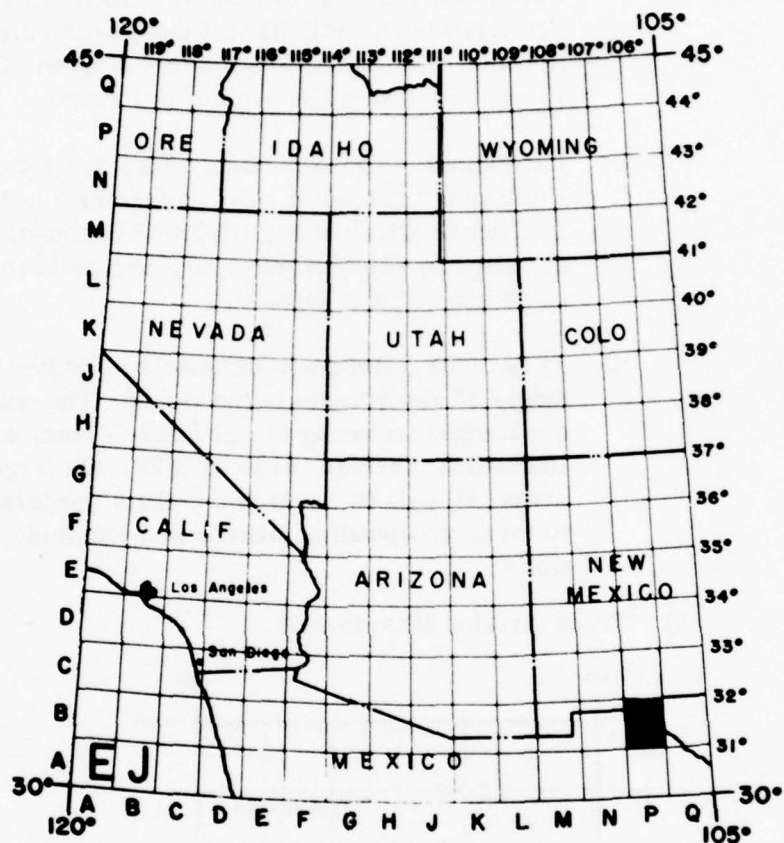 120° 105°
119° 118° 117° 116° 115° 114° 113° 112° 111° 110° 109° 108° 107° 106°
45° 45°
Q 44°
P ORE IDAHO WYOMING 43°
N 42°
M 41°
L 40°
K NEVADA UTAH COLO 39°
J 38°
H 37°
G 36°
F CALIF 35°
E Los Angeles ARIZONA NEW MEXICO 34°
D 33°
C San Diego 32°
B 31°
A EJ MEXICO
30° 30°
A B C D E F G H J K L M N P Q
120° 105°